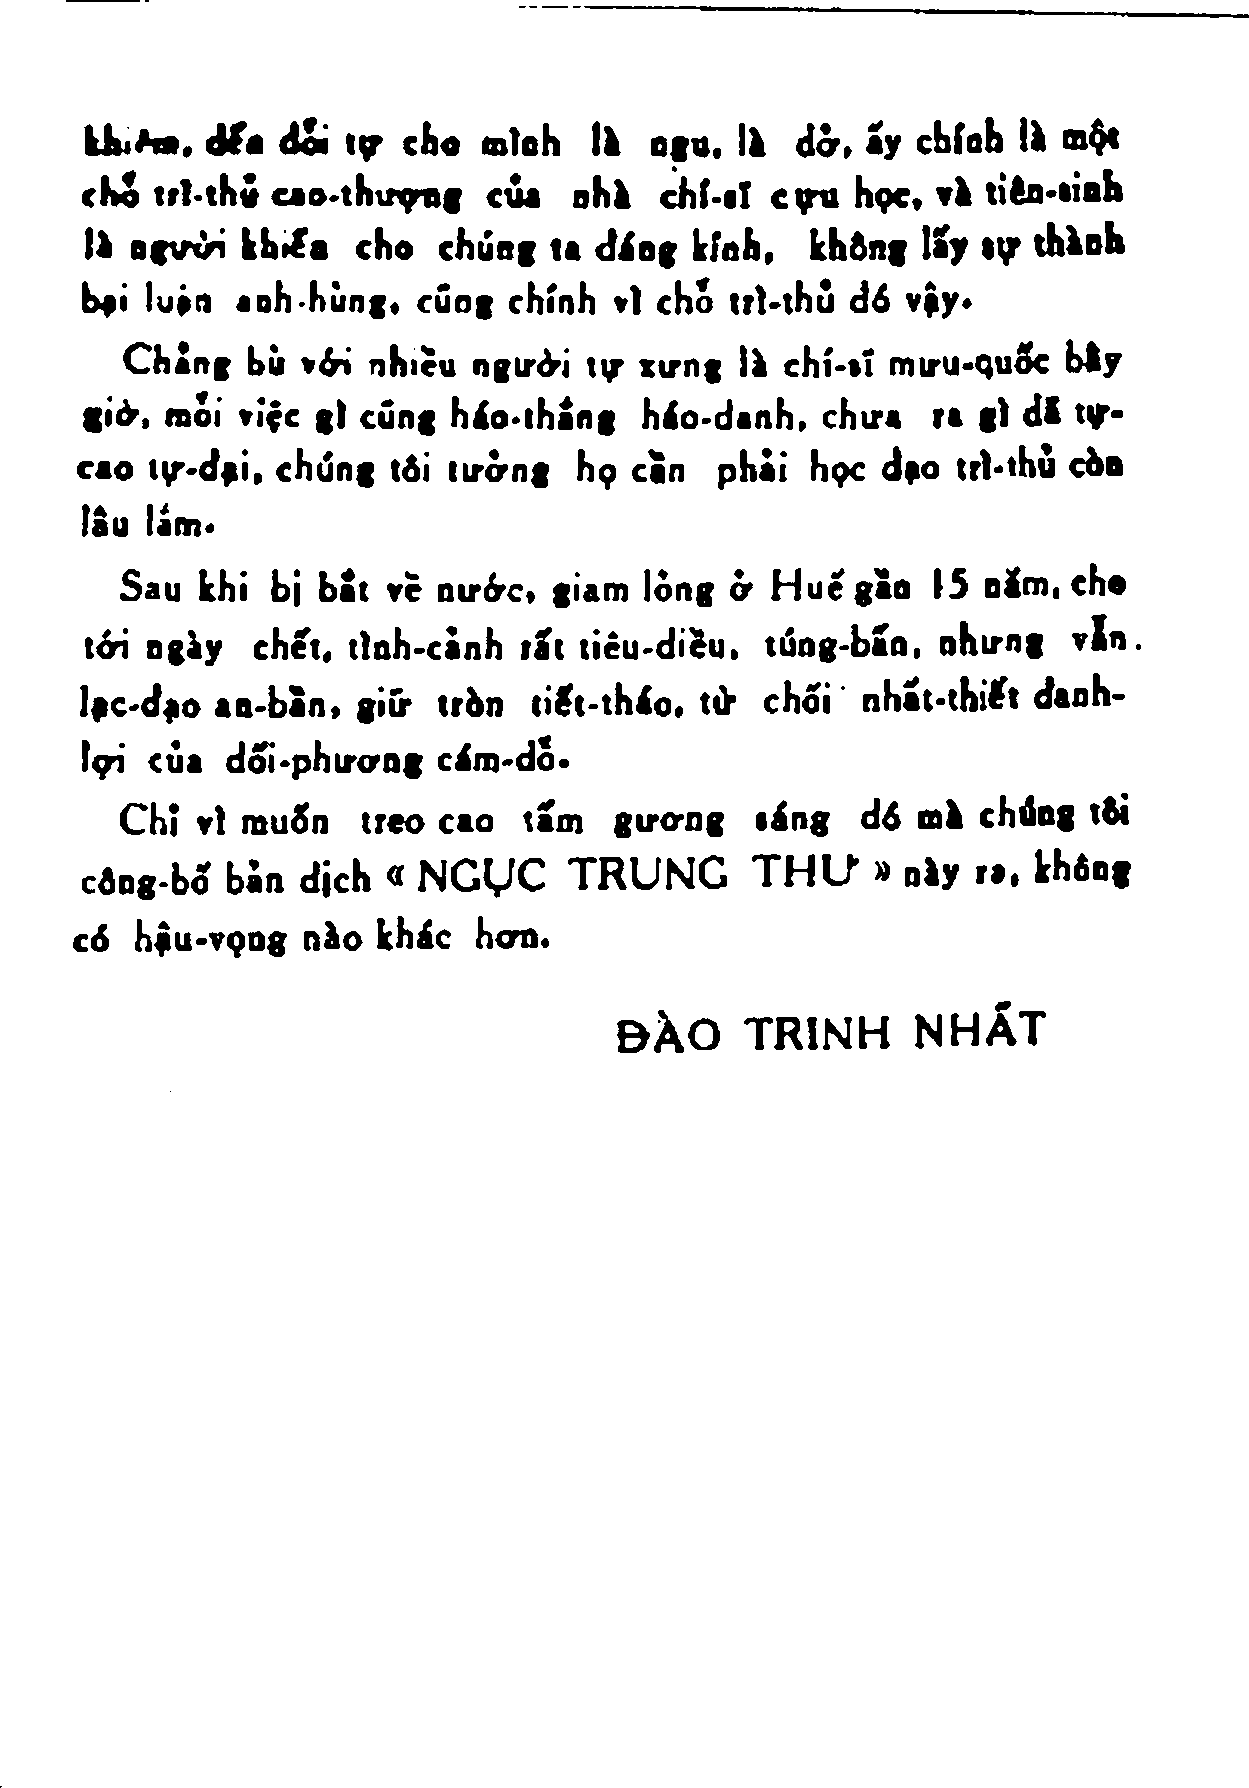 khiêm, đến đỗi tự cho mình là ngu, là dở, ấy chính là một
chỗ trì-thủ cao-thượng của nhà chí-sĩ cựu học, và tiên-sinh
là người khiến cho chúng ta đáng kính, không lấy sự thành
bại luận anh-hùng, cũng chính vì chỗ trì-thủ đó vậy.
Chẳng bù với nhiều người tự xưng là chí-sĩ mưu-quốc bây
giờ, mỗi việc gì cũng háo-thắng háo-danh, chưa ra gì đã tự-
cao tự-đại, chúng tôi tưởng họ cần phải học đạo trì-thủ còn
lâu lắm.
Sau khi bị bắt về nước, giam lỏng ở Huế gần 15 năm, cho
tới ngày chết, tình-cảnh rất tiêu-điều, túng-bấn, nhưng vẫn
lạc-đạo an-bần, giữ tròn tiết-tháo, từ chối nhất-thiết danh-
lợi của đối-phương cám-dỗ.
Chỉ vì muốn treo cao tấm gương sáng đó mà chúng tôi
công-bố bản dịch « NGỤC TRUNG THƯ » này ra, không
có hậu-vọng nào khác hơn.
ĐÀO TRINH NHẤT